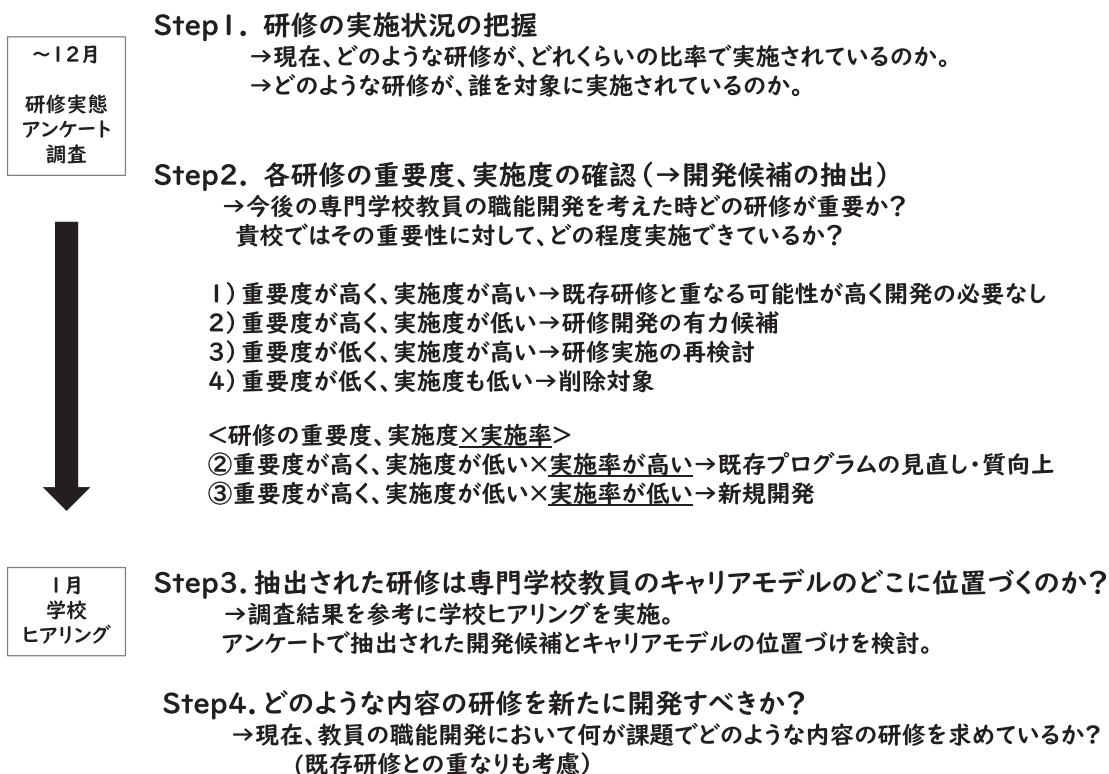 ～12月
研修実態
アンケート
調査
Step1. 研修の実施状況の把握
→現在、どのような研修が、どれくらいの比率で実施されているのか。
→どのような研修が、誰を対象に実施されているのか。
Step2. 各研修の重要度、実施度の確認（→開発候補の抽出）
→今後の専門学校教員の職能開発を考えた時どの研修が重要か？
貴校ではその重要性に対して、どの程度実施できているか？
1）重要度が高く、実施度が高い→既存研修と重なる可能性が高く開発の必要なし
2）重要度が高く、実施度が低い→研修開発の有力候補
3）重要度が低く、実施度が高い→研修実施の再検討
4）重要度が低く、実施度も低い→削除対象
＜研修の重要度、実施度×実施率＞
②重要度が高く、実施度が低い×実施率が高い→既存プログラムの見直し・質向上
③重要度が高く、実施度が低い×実施率が低い→新規開発
1月
学校
ヒアリング
Step3. 抽出された研修は専門学校教員のキャリアモデルのどこに位置づくのか？
→調査結果を参考に学校ヒアリングを実施。
アンケートで抽出された開発候補とキャリアモデルの位置づけを検討。
Step4. どのような内容の研修を新たに開発すべきか？
→現在、教員の職能開発において何が課題でどのような内容の研修を求めているか？
（既存研修との重なりも考慮）